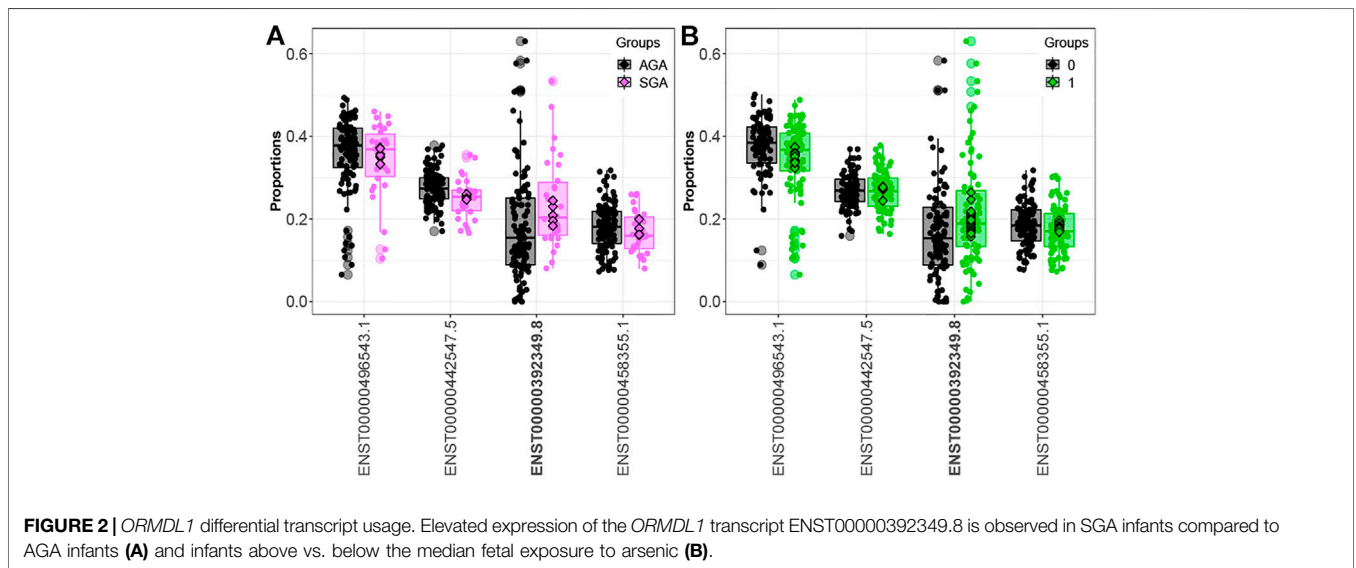 A
B
Groups
AGA
SGA
Groups
0
1
Proportions
0.6
0.4
0.2
0.0
ENST00000496543.1
ENST00000442547.5
ENST00000392349.8
ENST00000458355.1
Proportions
0.6
0.4
0.2
0.0
ENST00000496543.1
ENST00000442547.5
ENST00000392349.8
ENST00000458355.1
FIGURE 2 | ORMDL1 differential transcript usage. Elevated expression of the ORMDL1 transcript ENST00000392349.8 is observed in SGA infants compared to
AGA infants (A) and infants above vs. below the median fetal exposure to arsenic (B).